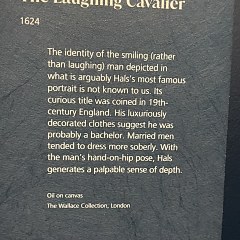 The Laughing Cavalier
1624
The identity of the smiling (rather
than laughing) man depicted in
what is arguably Hals's most famous
portrait is not known to us. Its
curious title was coined in 19th-
century England. His luxuriously
decorated clothes suggest he was
probably a bachelor. Married men
tended to dress more soberly. With
the man's hand-on-hip pose, Hals
generates a palpable sense of depth.
Oil on canvas
The Wallace Collection, London